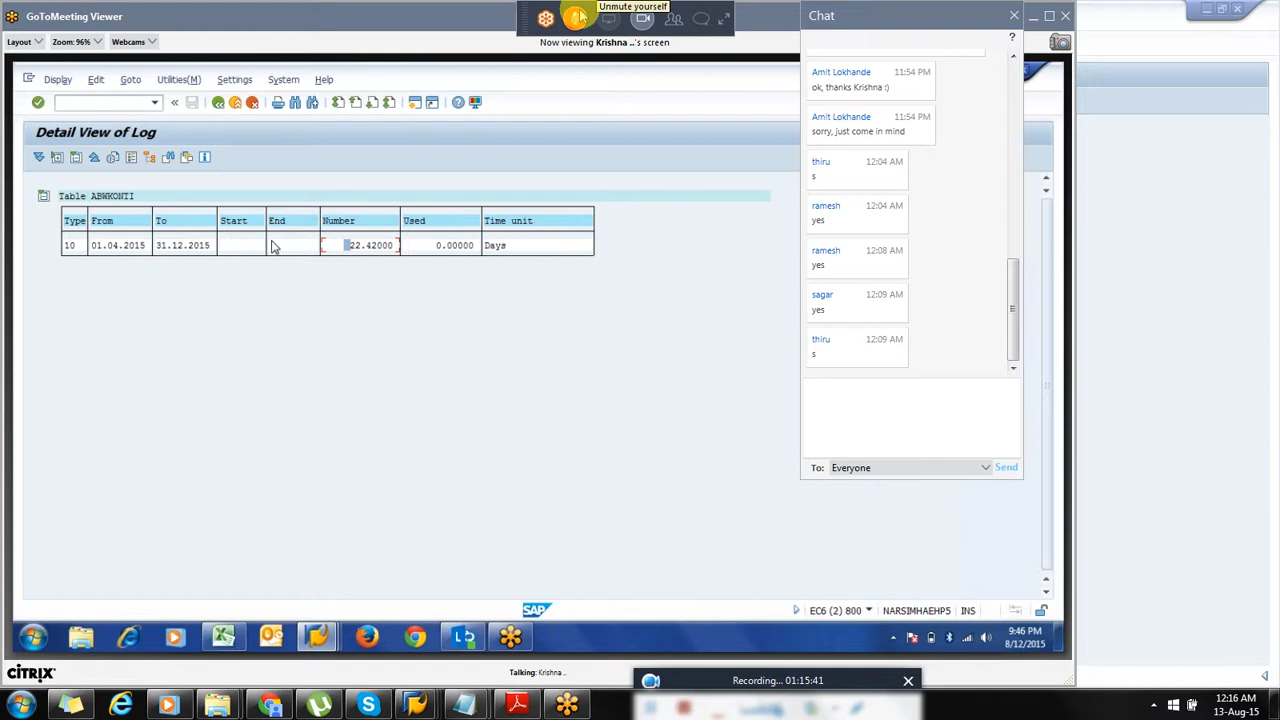 GoToMeeting Viewer
Unmute yourself
Layout Zoom: 96% Webcams
Now viewing Krishna ..'s screen
Chat
?
Display Edit Goto Utilities(M) Settings System Help
Detail View of Log
Table ABWKONTI
Type From To Start End Number Used Time unit
10 01.04.2015 31.12.2015 22.42000 0.00000 Days
Amit Lokhande 11:54 PM
ok, thanks Krishna :)
Amit Lokhande 11:54 PM
sorry, just come in mind
thiru 12:04 AM
s
ramesh 12:04 AM
yes
ramesh 12:08 AM
yes
sagar 12:09 AM
yes
thiru 12:09 AM
s
To: Everyone Send
SAP
EC6 (2) 800 NARSIMHAEHP5 INS
9:46 PM
8/12/2015
CITRIX
Talking: Krishna ..
Recording... 01:15:41
12:16 AM
13-Aug-15